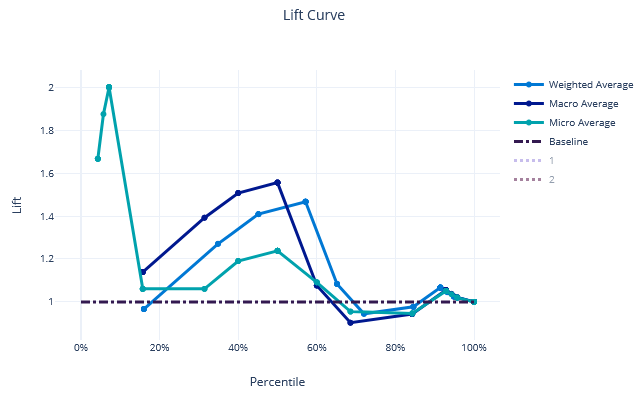 Lift Curve
2
1.8
1.6
1.4
1.2
1
Lift
0%
20%
40%
60%
80%
100%
Percentile
Weighted Average
Macro Average
Micro Average
Baseline
1
2